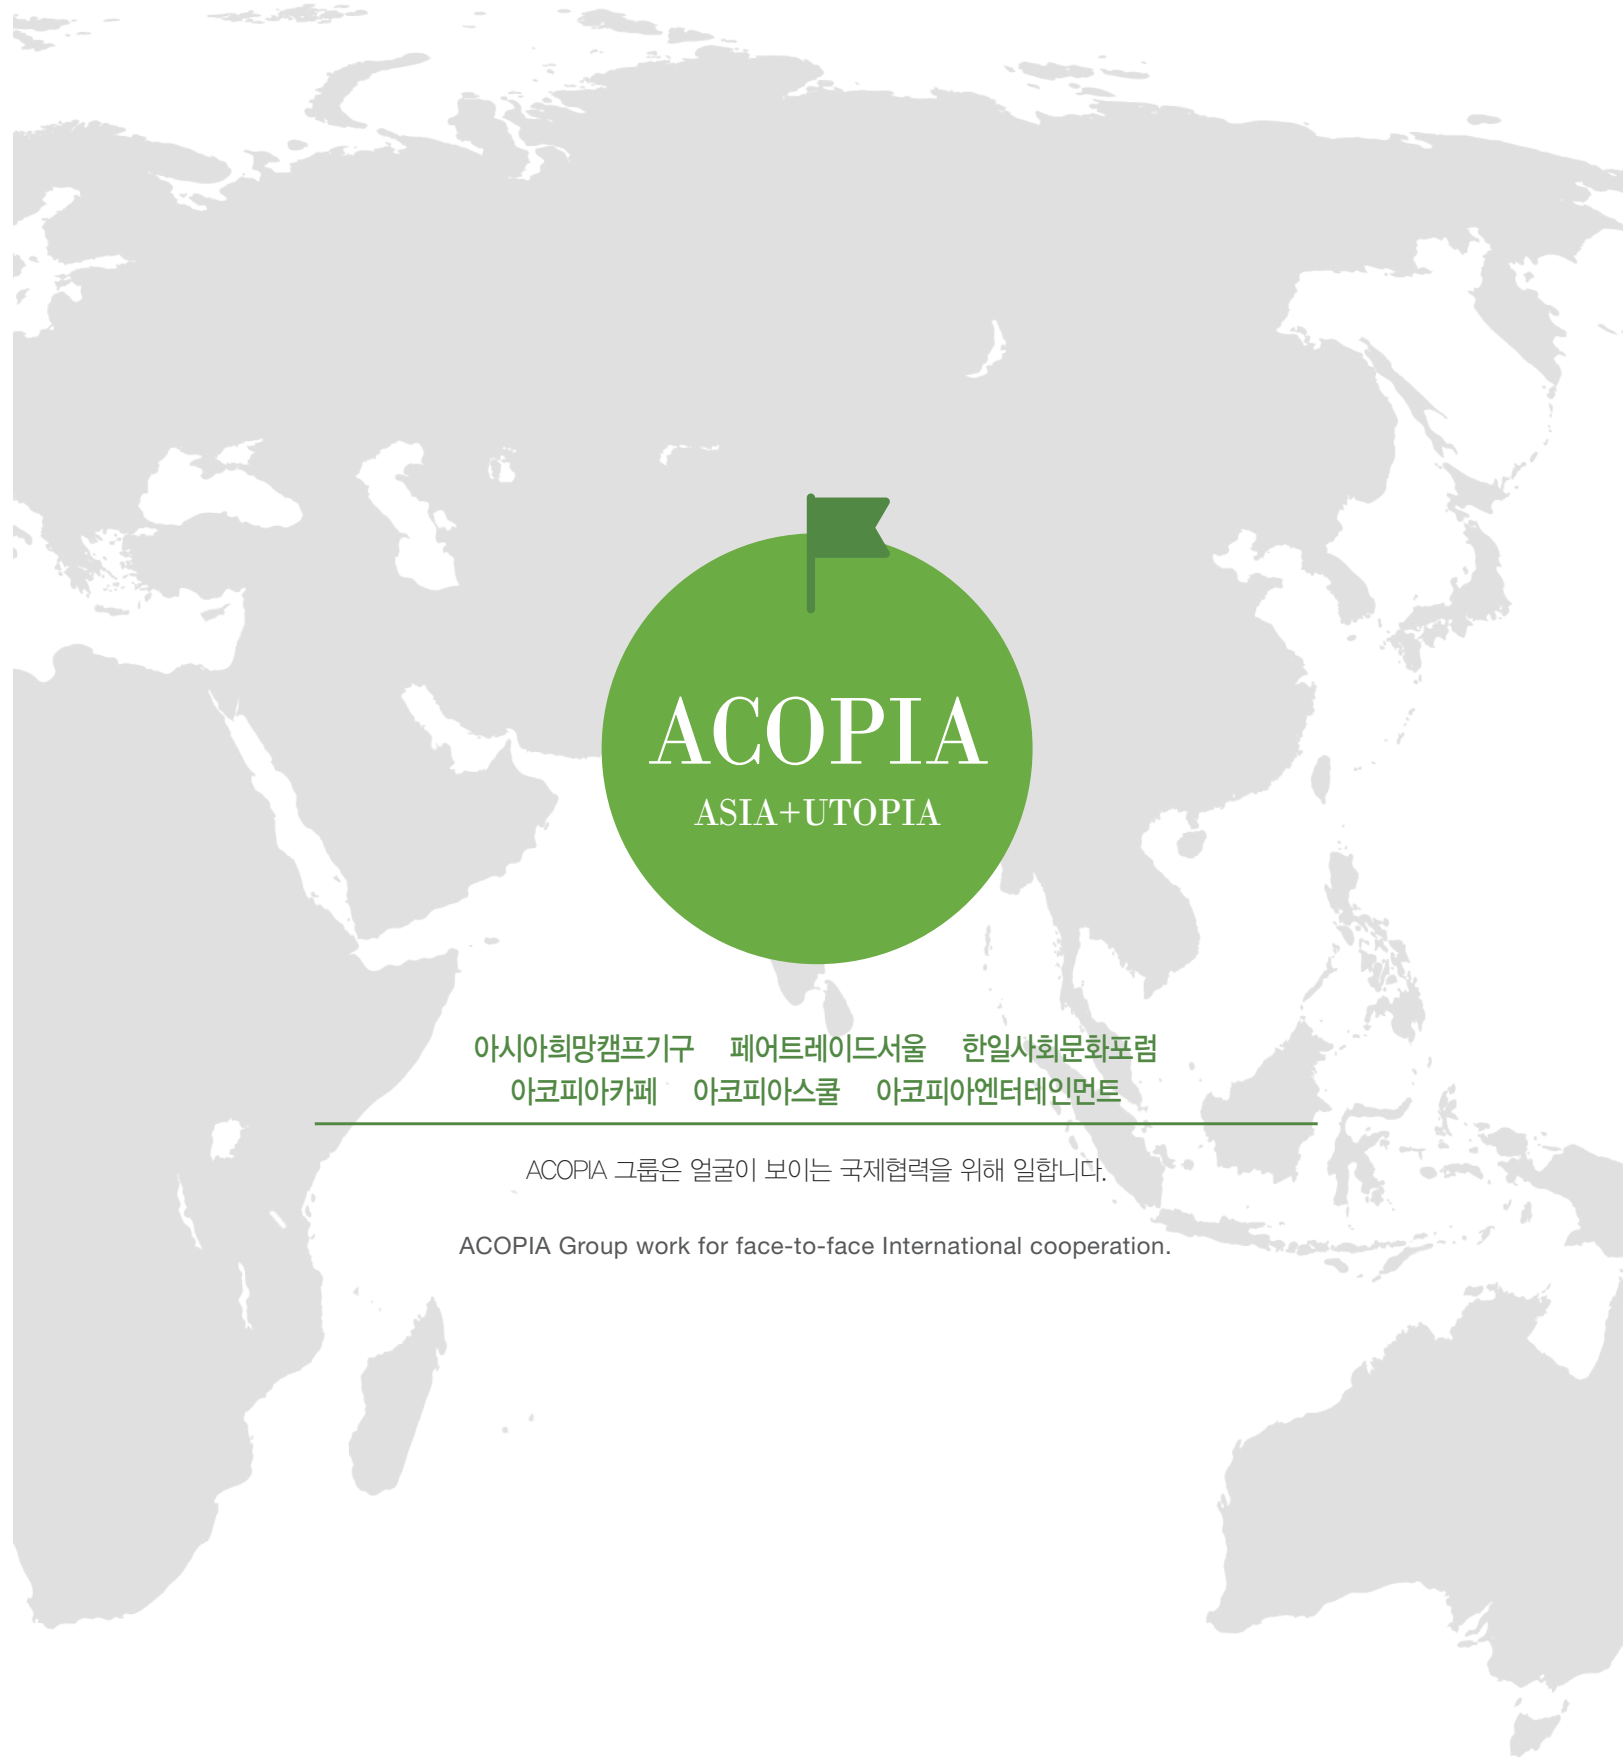 ACOPIA
ASIA+UTOPIA
아시아희망캠프기구 페어트레이드서울 한일사회문화포럼
아코피아카페 아코피아스쿨 아코피아엔터테인먼트
ACOPIA 그룹은 얼굴이 보이는 국제협력을 위해 일합니다.
ACOPIA Group work for face-to-face International cooperation.